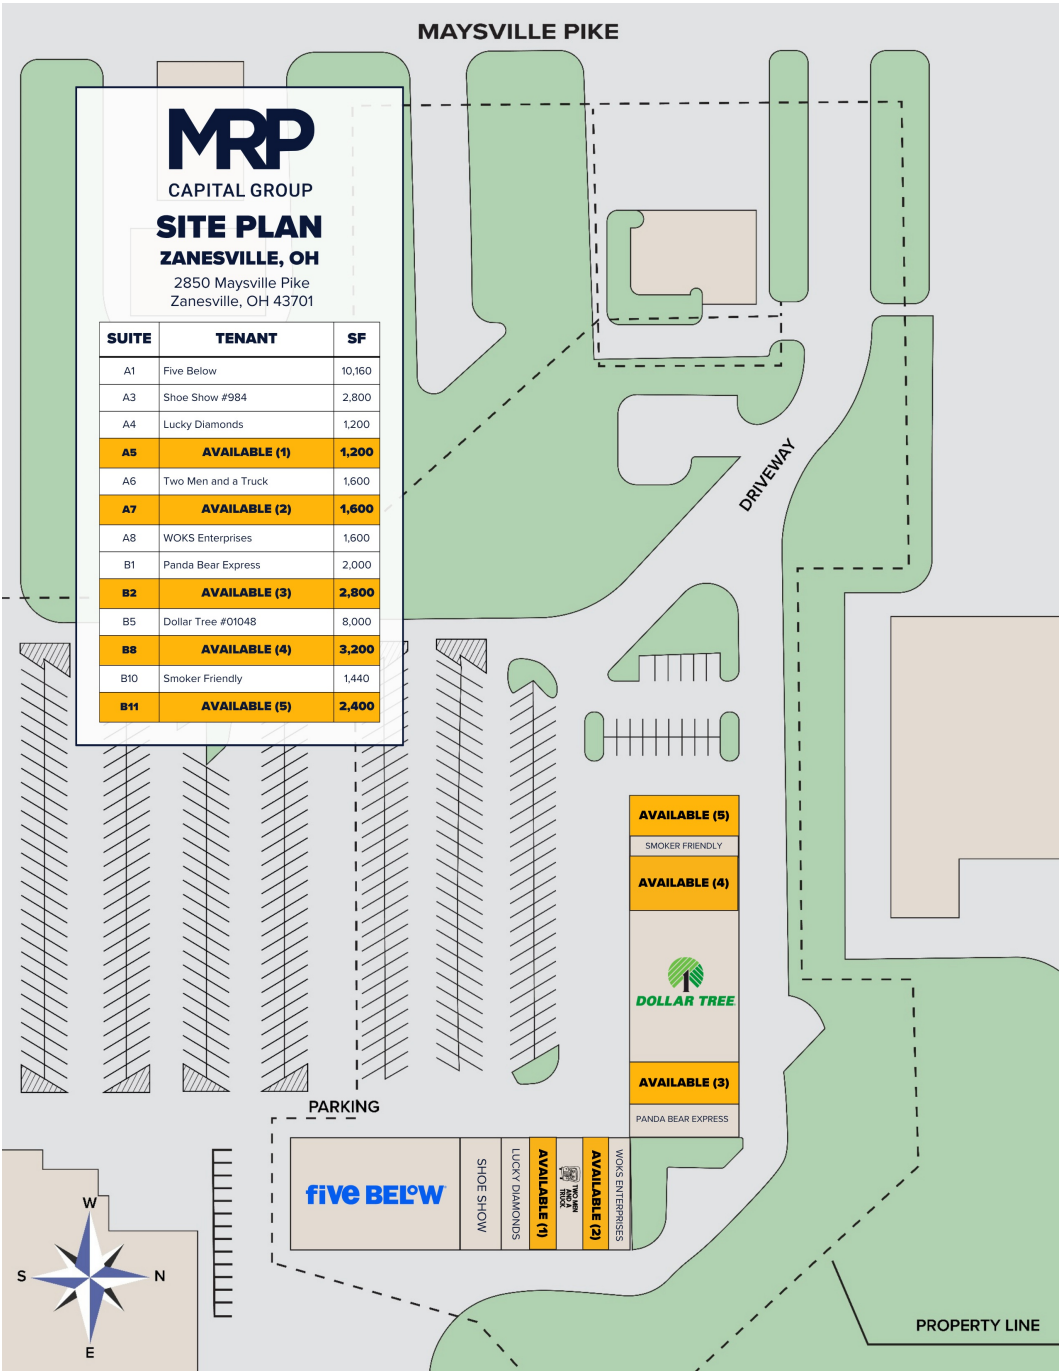 MAYSVILLE PIKE
MRP
CAPITAL GROUP
SITE PLAN
ZANESVILLE, OH
2850 Maysville Pike
Zanesville, OH 43701
SUITE TENANT SF
A1 Five Below 10,160
A3 Shoe Show #984 2,800
A4 Lucky Diamonds 1,200
A5 AVAILABLE (1) 1,200
A6 Two Men and a Truck 1,600
A7 AVAILABLE (2) 1,600
A8 WOKS Enterprises 1,600
B1 Panda Bear Express 2,000
B2 AVAILABLE (3) 2,800
B5 Dollar Tree #01048 8,000
B8 AVAILABLE (4) 3,200
B10 Smoker Friendly 1,440
B11 AVAILABLE (5) 2,400
DRIVEWAY
AVAILABLE (5)
SMOKER FRIENDLY
AVAILABLE (4)
DOLLAR TREE
AVAILABLE (3)
PANDA BEAR EXPRESS
PARKING
five BELOW
SHOE SHOW
LUCKY DIAMONDS
AVAILABLE (1)
TWO MEN
AND A
TRUCK
AVAILABLE (2)
WOKS ENTERPRISES
W
S
N
E
PROPERTY LINE